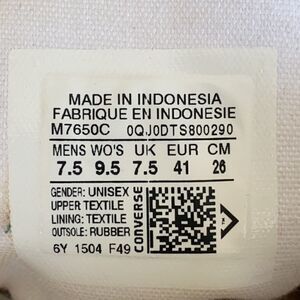 MADE IN INDONESIA
FABRIQUE EN INDONESIE
M7650C 0QJ0DTS800290
MENS WO'S UK EUR CM
7.5 9.5 7.5 41 26
GENDER: UNISEX
UPPER TEXTILE
LINING: TEXTILE
OUTSOLE: RUBBER
6Y 1504 F49
CONVERSE